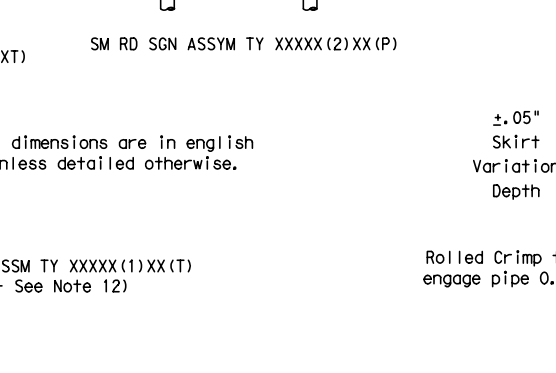 SM RD SGN ASSYM TY XXXXX(2)XX(P)
XT)
dimensions are in english
nless detailed otherwise.
±.05"
Skirt
Variation
Depth
SSM TY XXXXX(1)XX(T)
- See Note 12)
Rolled Crimp t
engage pipe 0.